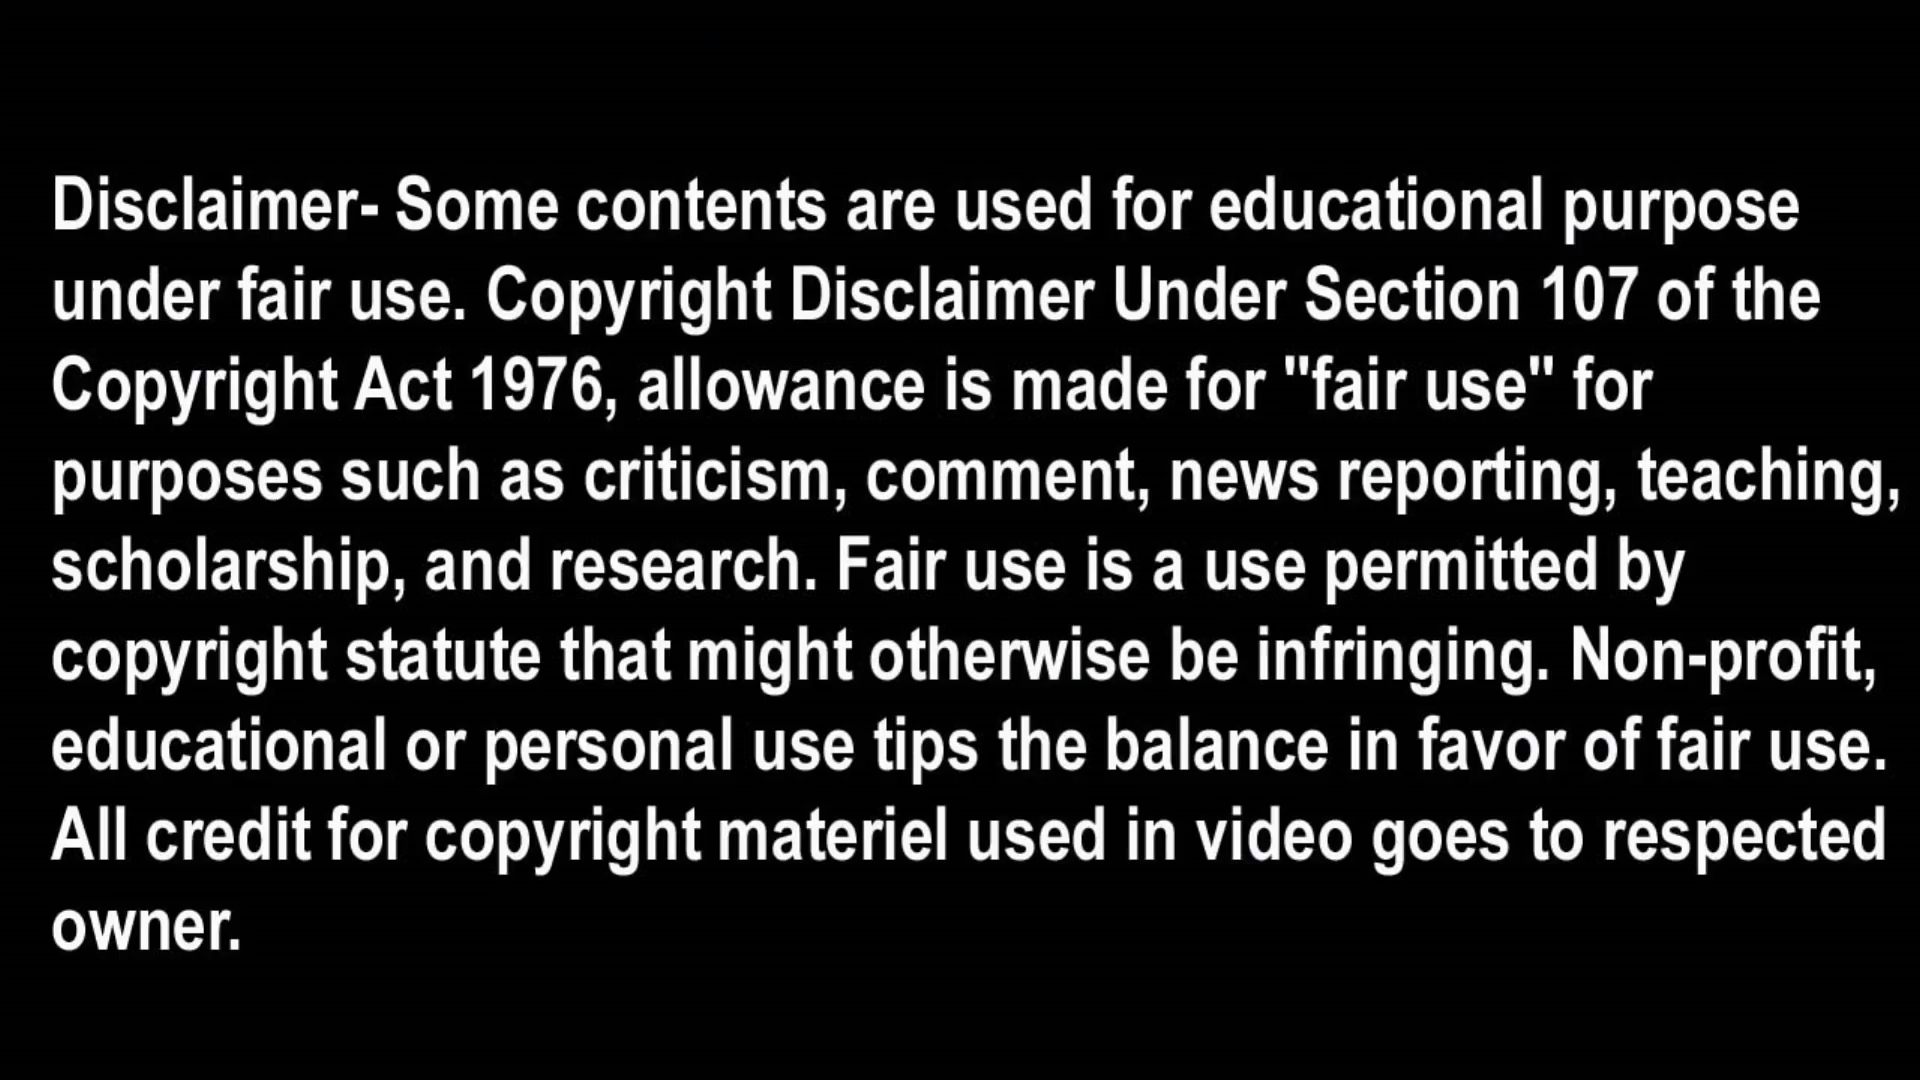 Disclaimer- Some contents are used for educational purpose
under fair use. Copyright Disclaimer Under Section 107 of the
Copyright Act 1976, allowance is made for "fair use" for
purposes such as criticism, comment, news reporting, teaching,
scholarship, and research. Fair use is a use permitted by
copyright statute that might otherwise be infringing. Non-profit,
educational or personal use tips the balance in favor of fair use.
All credit for copyright materiel used in video goes to respected
owner.